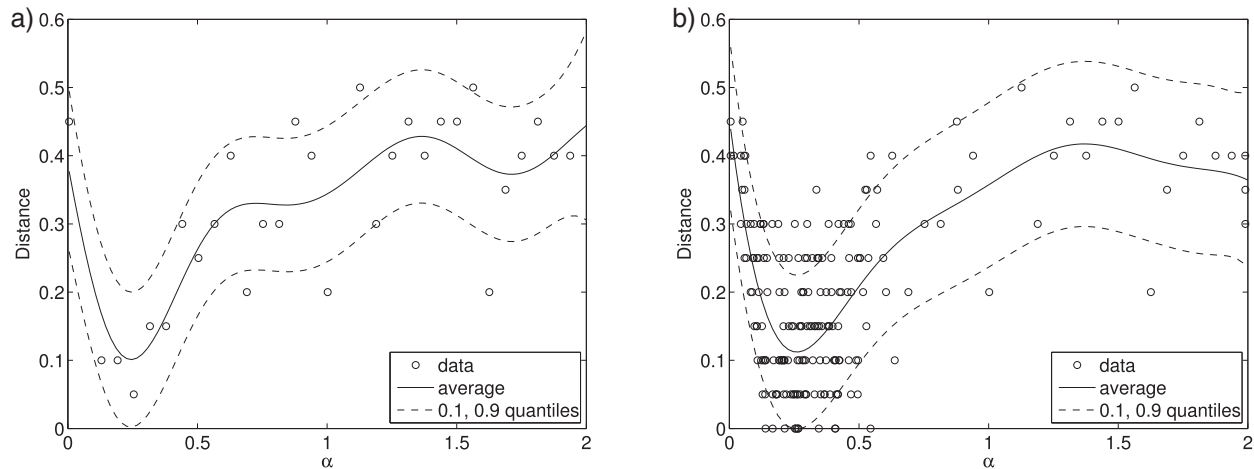 a)
0.6
0.5
0.4
0.3
0.2
0.1
0
Distance
0 0.5 1 1.5 2
α
data
average
0.1, 0.9 quantiles
b)
0.6
0.5
0.4
0.3
0.2
0.1
0
Distance
0 0.5 1 1.5 2
α
data
average
0.1, 0.9 quantiles